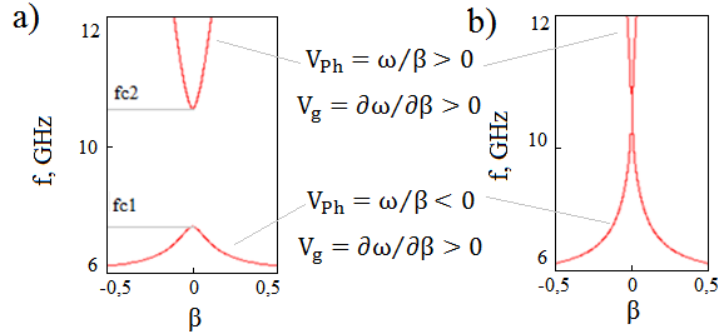 a)
12
fc2
10
f, GHz
fc1
6
-0,5
0
0,5
β
V_Ph = ω/β > 0
V_g = ∂ω/∂β > 0
V_Ph = ω/β < 0
V_g = ∂ω/∂β > 0
b)
12
10
f, GHz
6
-0,5
0
0,5
β